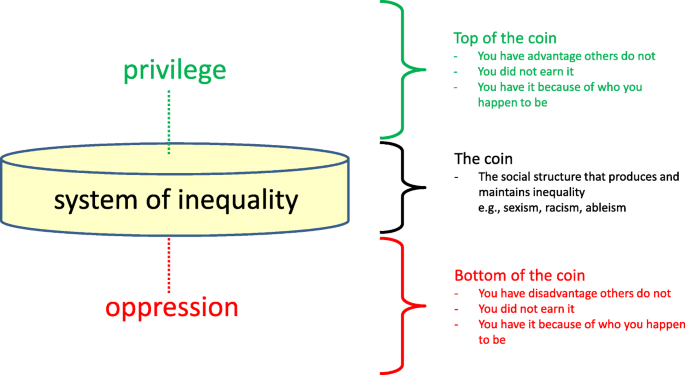 privilege
system of inequality
oppression
Top of the coin
- You have advantage others do not
- You did not earn it
- You have it because of who you
happen to be
The coin
- The social structure that produces and
maintains inequality
e.g., sexism, racism, ableism
Bottom of the coin
- You have disadvantage others do not
- You did not earn it
- You have it because of who you happen
to be